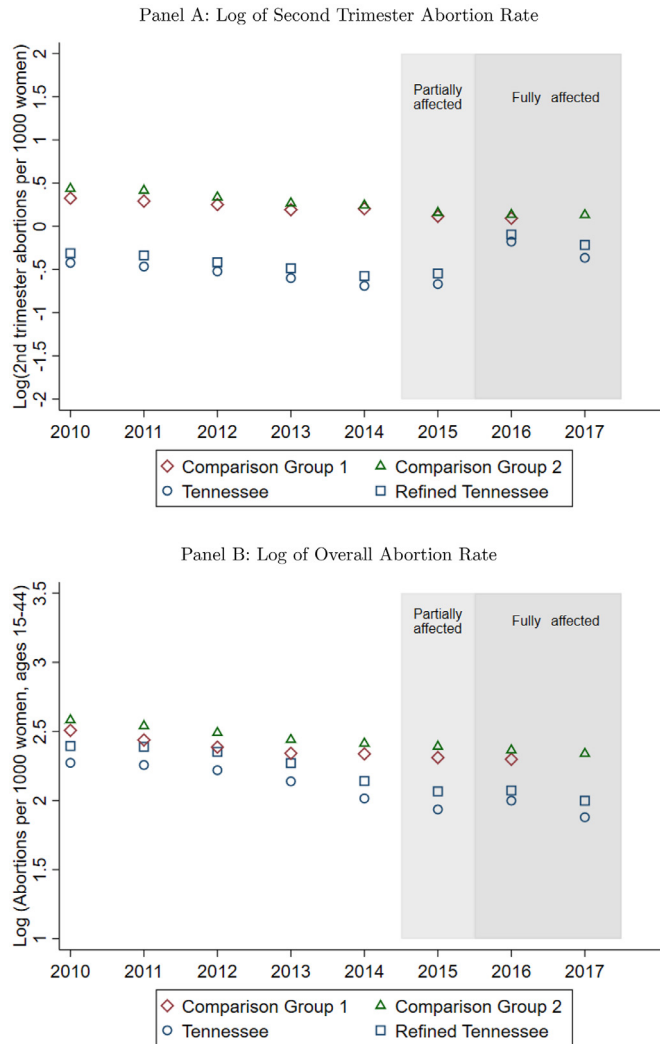 Panel A: Log of Second Trimester Abortion Rate
Log(2nd trimester abortions per 1000 women)
2
1.5
1
.5
0
-.5
-1
-1.5
-2
Partially
affected
Fully affected
2010 2011 2012 2013 2014 2015 2016 2017
Comparison Group 1 Comparison Group 2
Tennessee Refined Tennessee
Panel B: Log of Overall Abortion Rate
Log (Abortions per 1000 women, ages 15-44)
3.5
3
2.5
2
1.5
1
Partially
affected
Fully affected
2010 2011 2012 2013 2014 2015 2016 2017
Comparison Group 1 Comparison Group 2
Tennessee Refined Tennessee